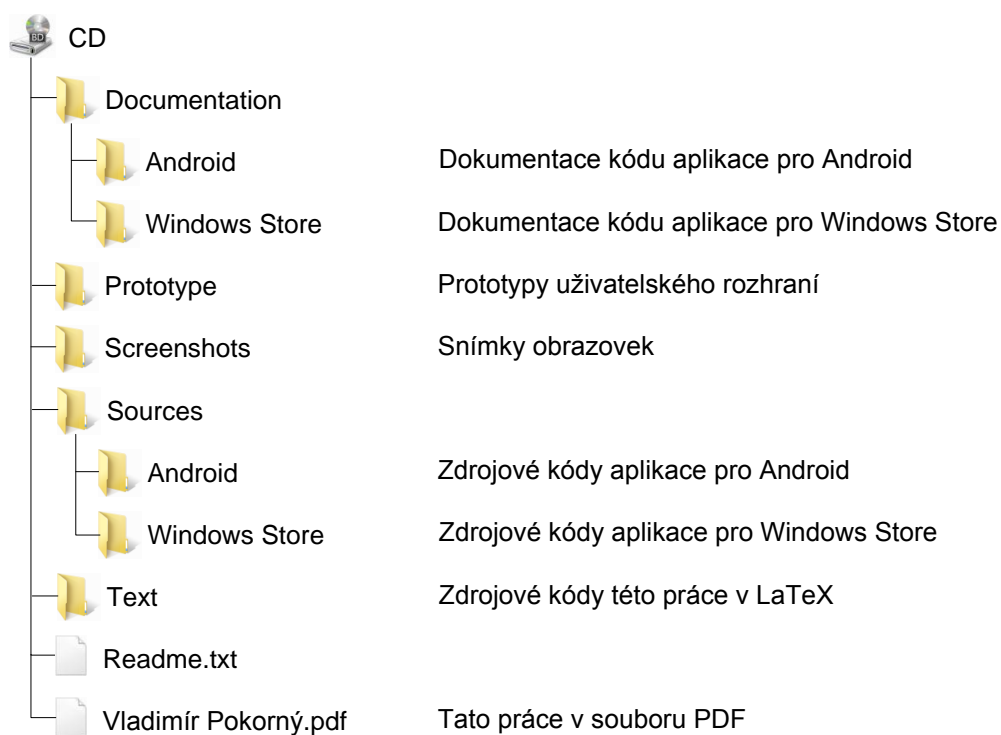 CD
Documentation
Android Dokumentace kódu aplikace pro Android
Windows Store Dokumentace kódu aplikace pro Windows Store
Prototype Prototypy uživatelského rozhraní
Screenshots Snímky obrazovek
Sources
Android Zdrojové kódy aplikace pro Android
Windows Store Zdrojové kódy aplikace pro Windows Store
Text Zdrojové kódy této práce v LaTeX
Readme.txt
Vladimír Pokorný.pdf Tato práce v souboru PDF